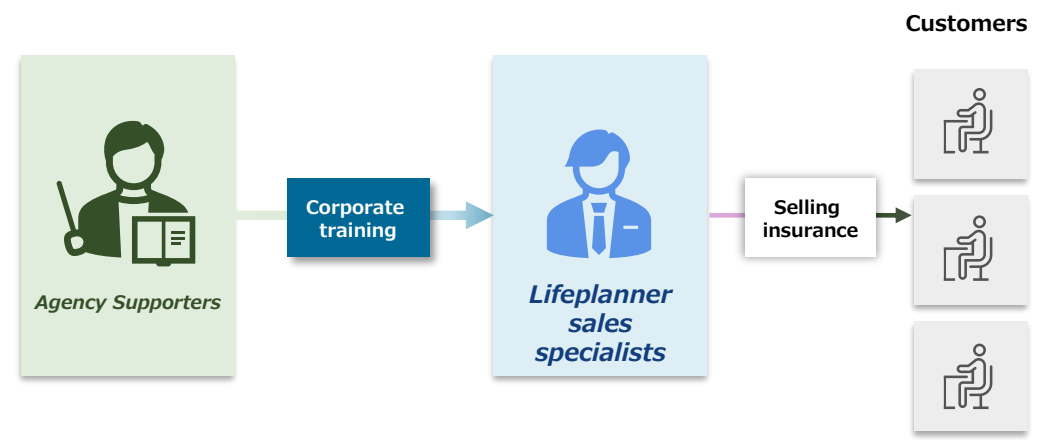 Customers
Corporate
training
Selling
insurance
Agency Supporters
Lifeplanner
sales
specialists